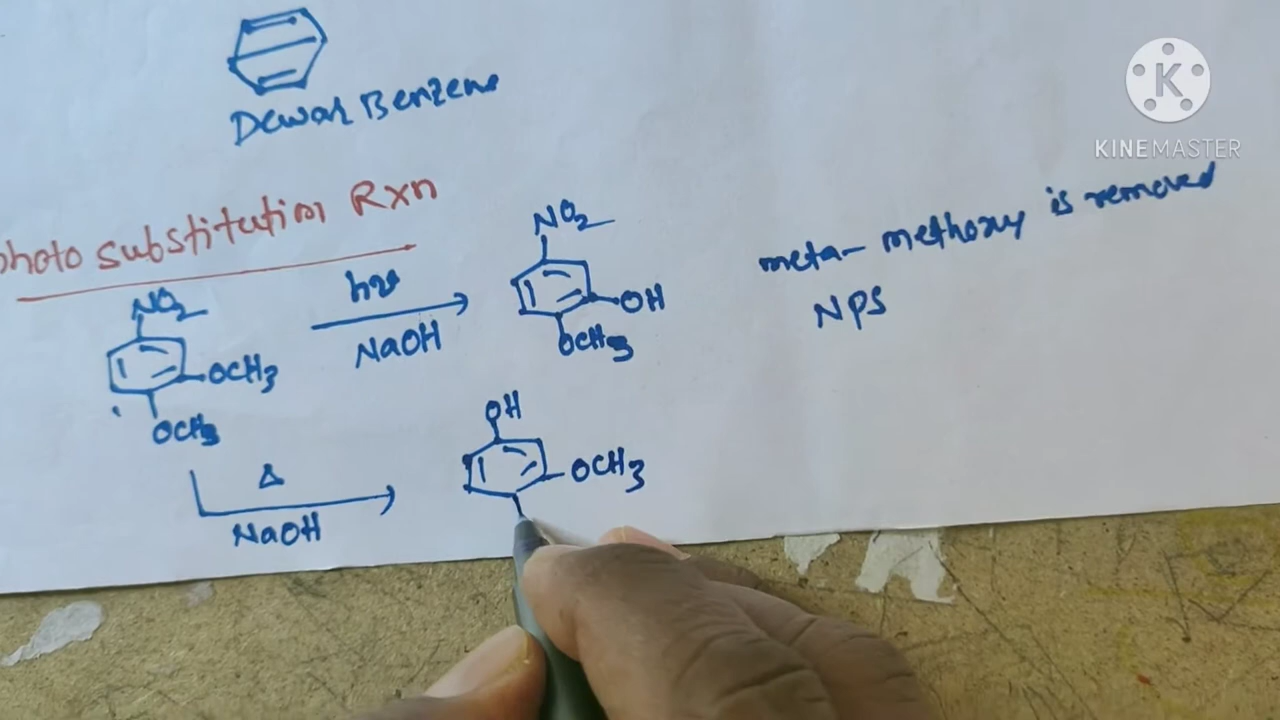 Dewar Benzene
photo substitution Rxn
NO2
OCH3
OCH3
hν
NaOH
NO2
OH
OCH3
meta-methoxy is removed
NPS
Δ
NaOH
OH
OCH3
K
KINEMASTER